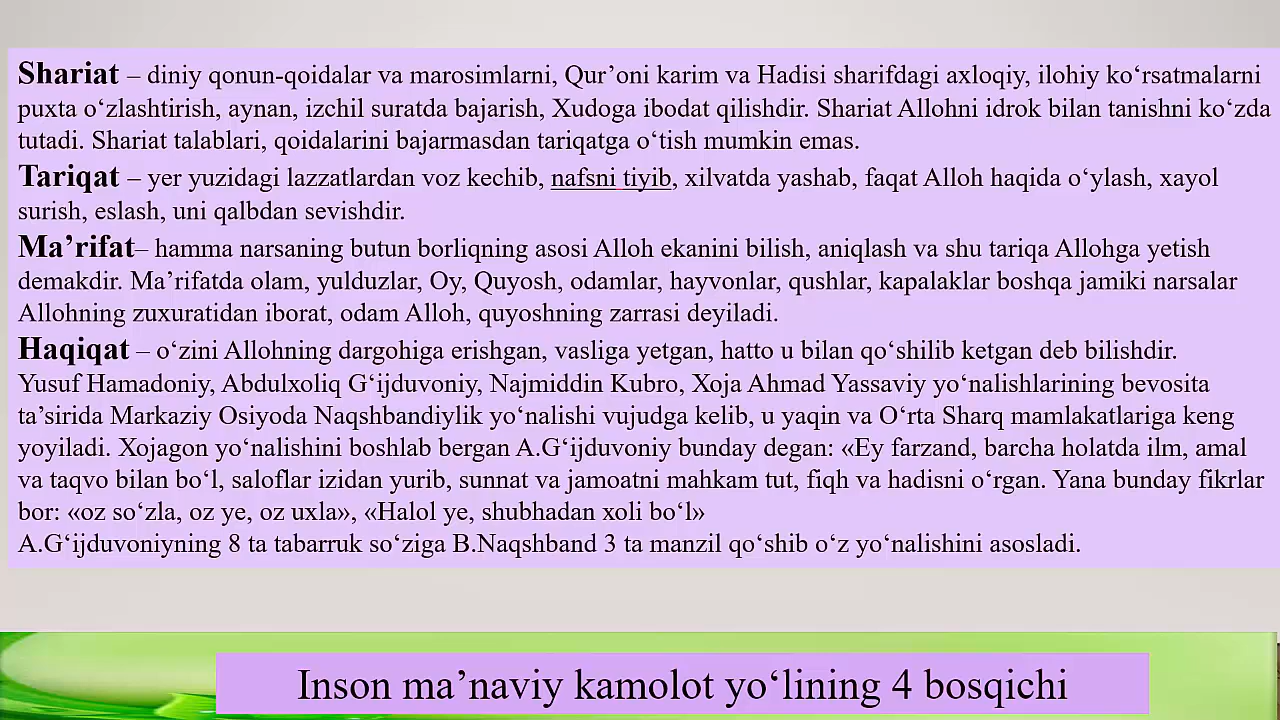 Shariat – diniy qonun-qoidalar va marosimlarni, Qur’oni karim va Hadisi sharifdagi axloqiy, ilohiy ko‘rsatmalarni
puxta o‘zlashtirish, aynan, izchil suratda bajarish, Xudoga ibodat qilishdir. Shariat Allohni idrok bilan tanishni ko‘zda
tutadi. Shariat talablari, qoidalarini bajarmasdan tariqatga o‘tish mumkin emas.
Tariqat – yer yuzidagi lazzatlardan voz kechib, nafsni tiyib, xilvatda yashab, faqat Alloh haqida o‘ylash, xayol
surish, eslash, uni qalbdan sevishdir.
Ma’rifat– hamma narsaning butun borliqning asosi Alloh ekanini bilish, aniqlash va shu tariqa Allohga yetish
demakdir. Ma’rifatda olam, yulduzlar, Oy, Quyosh, odamlar, hayvonlar, qushlar, kapalaklar boshqa jamiki narsalar
Allohning zuxuratidan iborat, odam Alloh, quyoshning zarrasi deyiladi.
Haqiqat – o‘zini Allohning dargohiga erishgan, vasliga yetgan, hatto u bilan qo‘shilib ketgan deb bilishdir.
Yusuf Hamadoniy, Abdulxoliq G‘ijduvoniy, Najmiddin Kubro, Xoja Ahmad Yassaviy yo‘nalishlarining bevosita
ta’sirida Markaziy Osiyoda Naqshbandiylik yo‘nalishi vujudga kelib, u yaqin va O‘rta Sharq mamlakatlariga keng
yoyiladi. Xojagon yo‘nalishini boshlab bergan A.G‘ijduvoniy bunday degan: «Ey farzand, barcha holatda ilm, amal
va taqvo bilan bo‘l, saloflar izidan yurib, sunnat va jamoatni mahkam tut, fiqh va hadisni o‘rgan. Yana bunday fikrlar
bor: «oz so‘zla, oz ye, oz uxla», «Halol ye, shubhadan xoli bo‘l»
A.G‘ijduvoniyning 8 ta tabarruk so‘ziga B.Naqshband 3 ta manzil qo‘shib o‘z yo‘nalishini asosladi.
Inson ma’naviy kamolot yo‘lining 4 bosqichi